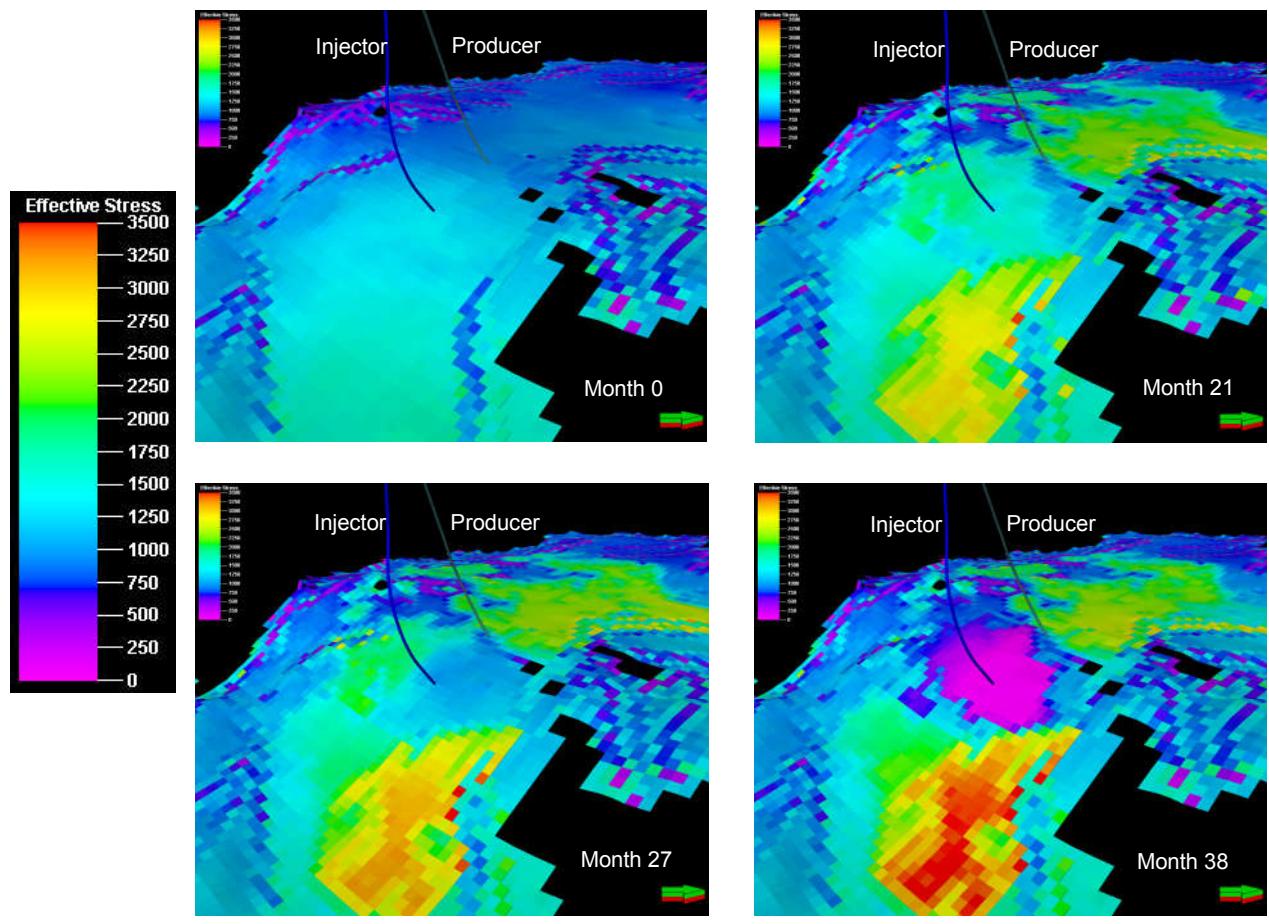 Injector
Producer
Month 0
Injector
Producer
Month 21
Effective Stress
3500
3250
3000
2750
2500
2250
2000
1750
1500
1250
1000
750
500
250
0
Injector
Producer
Month 27
Injector
Producer
Month 38